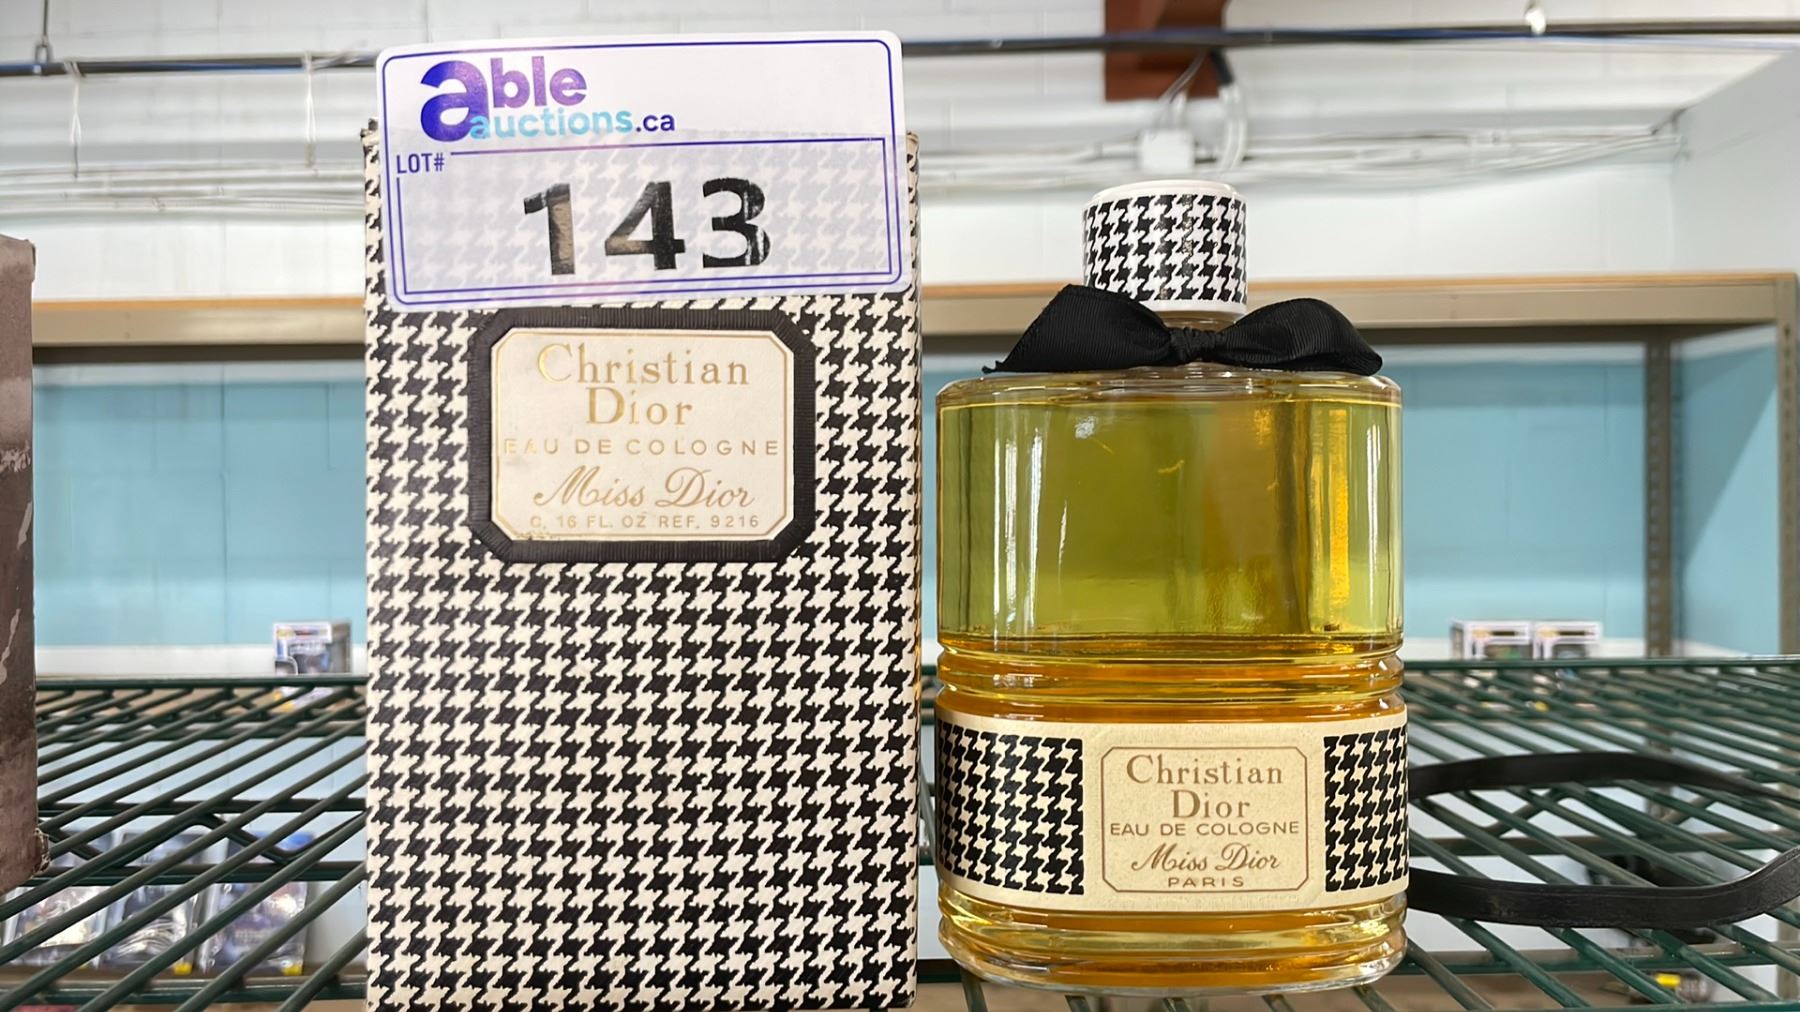 able
auctions.ca
LOT#
143
Christian
Dior
EAU DE COLOGNE
Miss Dior
C. 16 FL. OZ REF. 9216
Christian
Dior
EAU DE COLOGNE
Miss Dior
PARIS